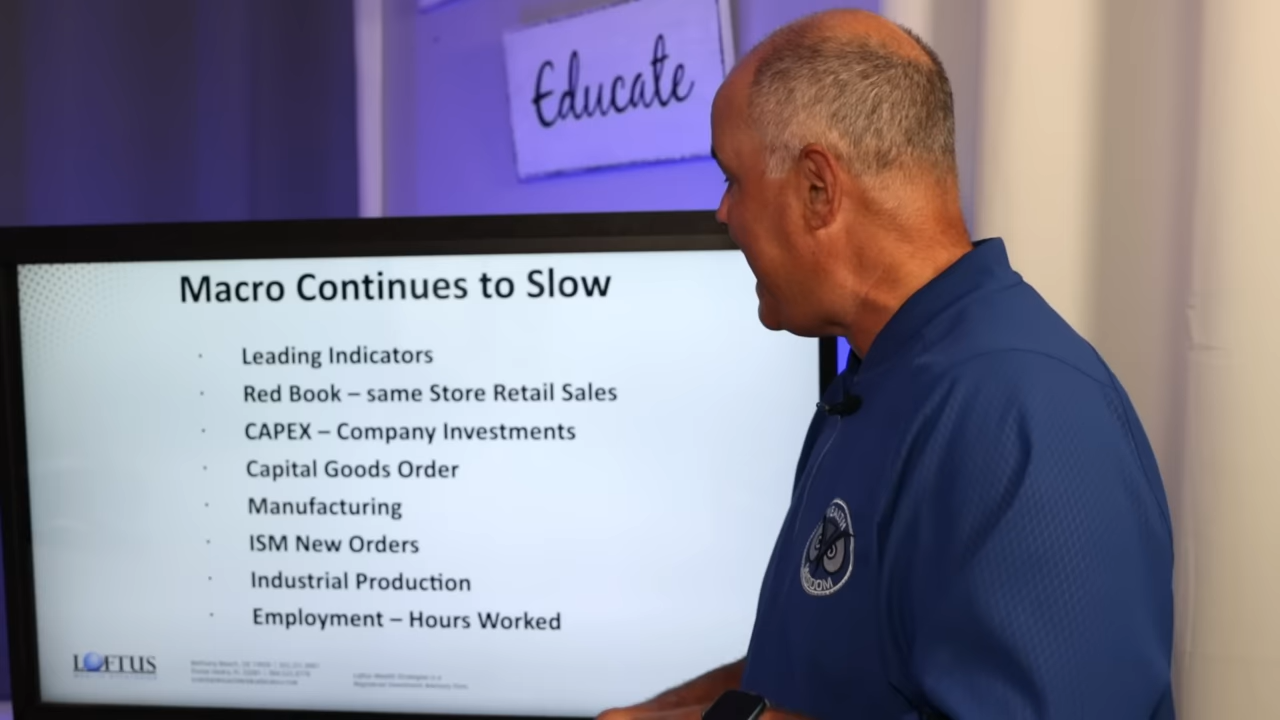 Educate
Macro Continues to Slow
· Leading Indicators
· Red Book – same Store Retail Sales
· CAPEX – Company Investments
· Capital Goods Order
· Manufacturing
· ISM New Orders
· Industrial Production
· Employment – Hours Worked
LOFTUS